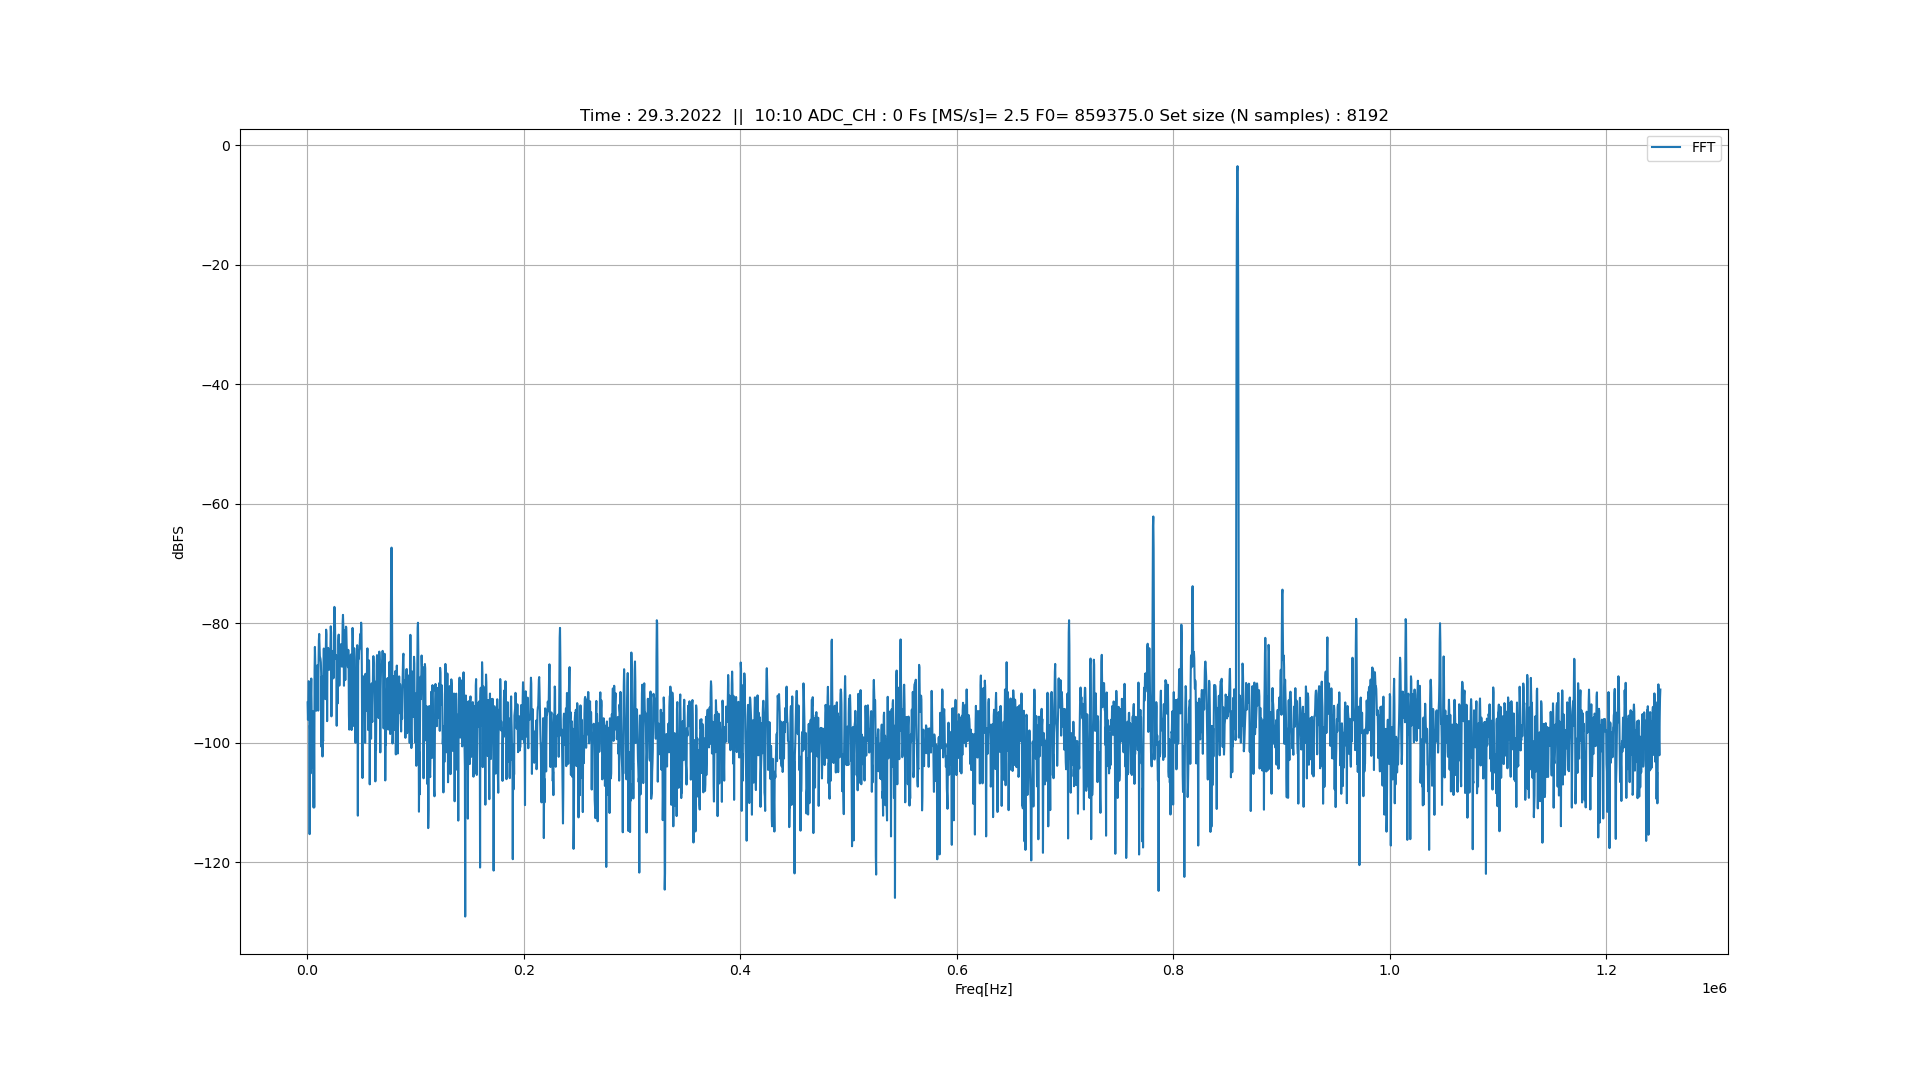 Time : 29.3.2022  ||  10:10 ADC_CH : 0 Fs [MS/s]= 2.5 F0= 859375.0 Set size (N samples) : 8192
FFT
0
−20
−40
−60
−80
−100
−120
dBFS
0.0 0.2 0.4 0.6 0.8 1.0 1.2
Freq[Hz]
1e6